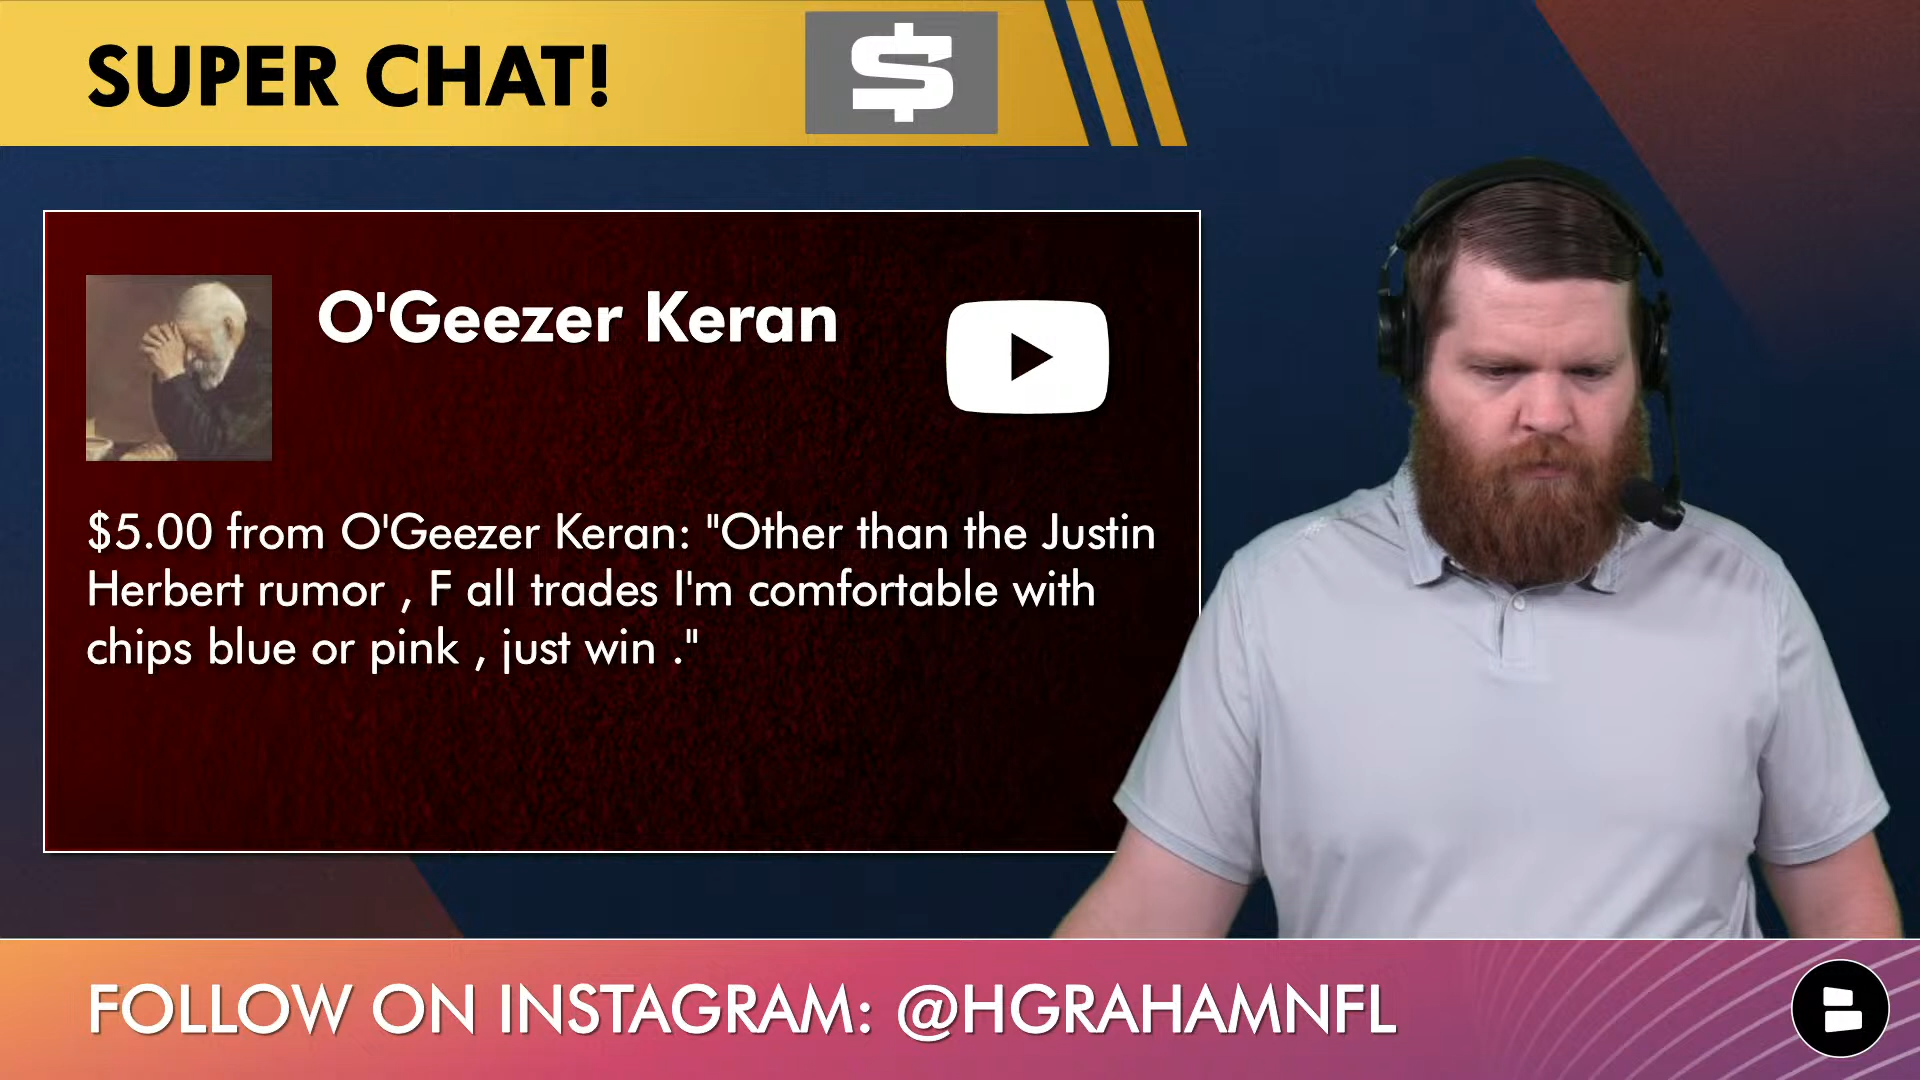 SUPER CHAT!
$
O'Geezer Keran
$5.00 from O'Geezer Keran: "Other than the Justin
Herbert rumor , F all trades I'm comfortable with
chips blue or pink , just win ."
FOLLOW ON INSTAGRAM: @HGRAHAMNFL